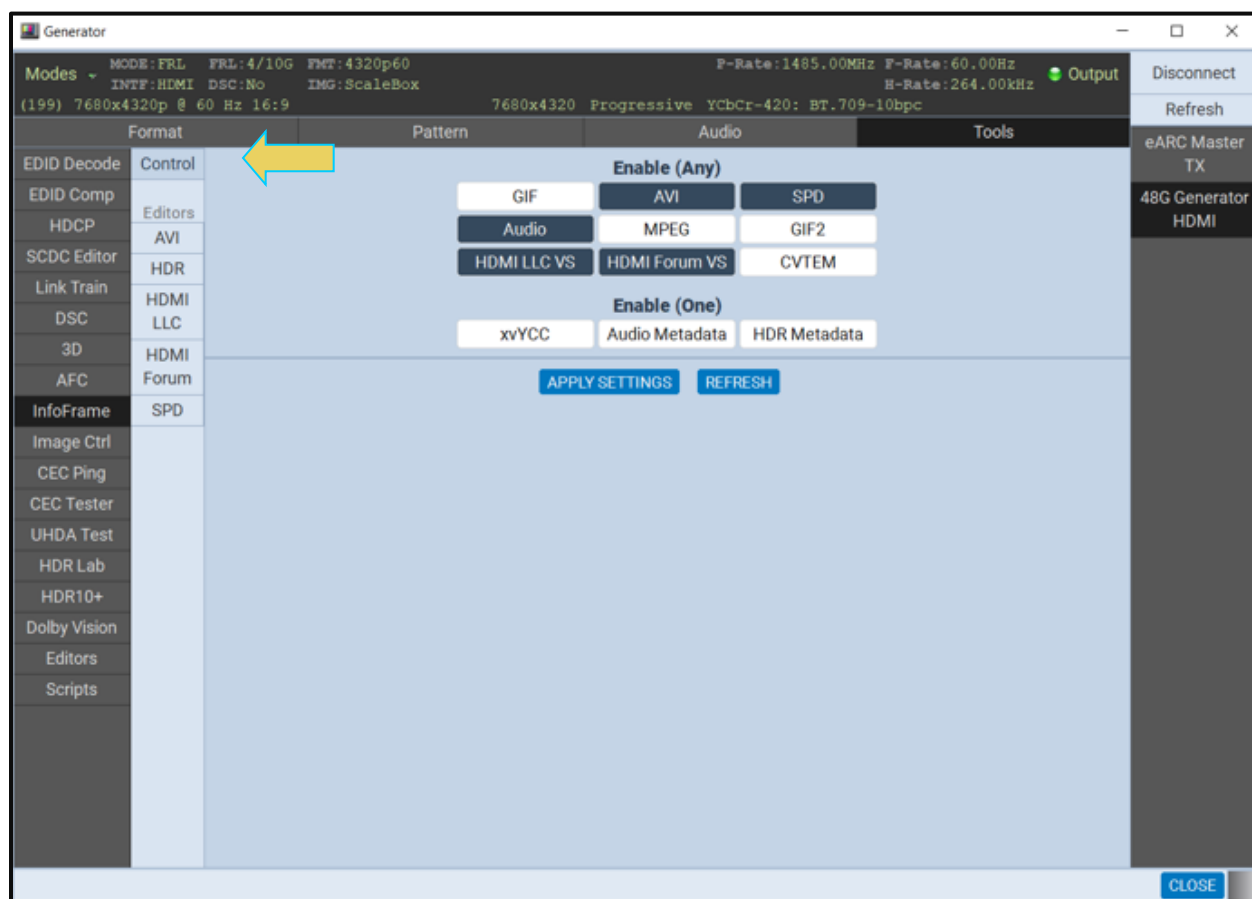 Generator
Modes MODE:FRL FRL:4/10G FMT:4320p60 P-Rate:1485.00MHz F-Rate:60.00Hz Output
INTF:HDMI DSC:No IMG:ScaleBox H-Rate:264.00kHz
(199) 7680x4320p @ 60 Hz 16:9 7680x4320 Progressive YCbCr-420: BT.709-10bpc
Disconnect
Refresh
eARC Master
TX
48G Generator
HDMI
Format Pattern Audio Tools
EDID Decode
EDID Comp
HDCP
SCDC Editor
Link Train
DSC
3D
AFC
InfoFrame
Image Ctrl
CEC Ping
CEC Tester
UHDA Test
HDR Lab
HDR10+
Dolby Vision
Editors
Scripts
Control
Editors
AVI
HDR
HDMI
LLC
HDMI
Forum
SPD
Enable (Any)
GIF AVI SPD
Audio MPEG GIF2
HDMI LLC VS HDMI Forum VS CVTEM
Enable (One)
xvYCC Audio Metadata HDR Metadata
APPLY SETTINGS REFRESH
CLOSE